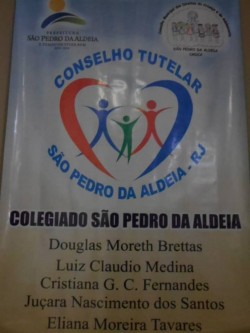 PREFEITURA
SÃO PEDRO DA ALDEIA
CONSELHO TUTELAR
SÃO PEDRO DA ALDEIA - RJ
COLEGIADO SÃO PEDRO DA ALDEIA
Douglas Moreth Brettas
Luiz Claudio Medina
Cristiana G. C. Fernandes
Juçara Nascimento dos Santos
Eliana Moreira Tavares